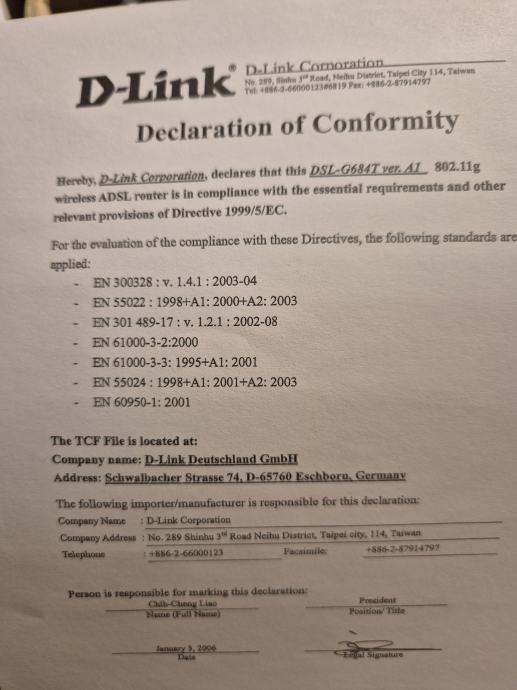 D-Link® D-Link Corporation
No. 289, Shinhu 3rd Road, Neihu District, Taipei City 114, Taiwan
Tel: +886-2-66000123#6819 Fax: +886-2-87914797
Declaration of Conformity
Hereby, D-Link Corporation, declares that this DSL-G684T ver. A1 802.11g
wireless ADSL router is in compliance with the essential requirements and other
relevant provisions of Directive 1999/5/EC.
For the evaluation of the compliance with these Directives, the following standards are
applied:
- EN 300328 : v. 1.4.1 : 2003-04
- EN 55022 : 1998+A1: 2000+A2: 2003
- EN 301 489-17 : v. 1.2.1 : 2002-08
- EN 61000-3-2:2000
- EN 61000-3-3: 1995+A1: 2001
- EN 55024 : 1998+A1: 2001+A2: 2003
- EN 60950-1: 2001
The TCF File is located at:
Company name: D-Link Deutschland GmbH
Address: Schwalbacher Strasse 74, D-65760 Eschborn, Germany
The following importer/manufacturer is responsible for this declaration:
Company Name : D-Link Corporation
Company Address : No. 289 Shinhu 3rd Road Neihu District, Taipei city, 114, Taiwan
Telephone : +886-2-66000123 Facsimile: +886-2-87914797
Person is responsible for marking this declaration:
Chih-Cheng Liao President
Name (Full Name) Position/ Title
January 5, 2006
Date Legal Signature